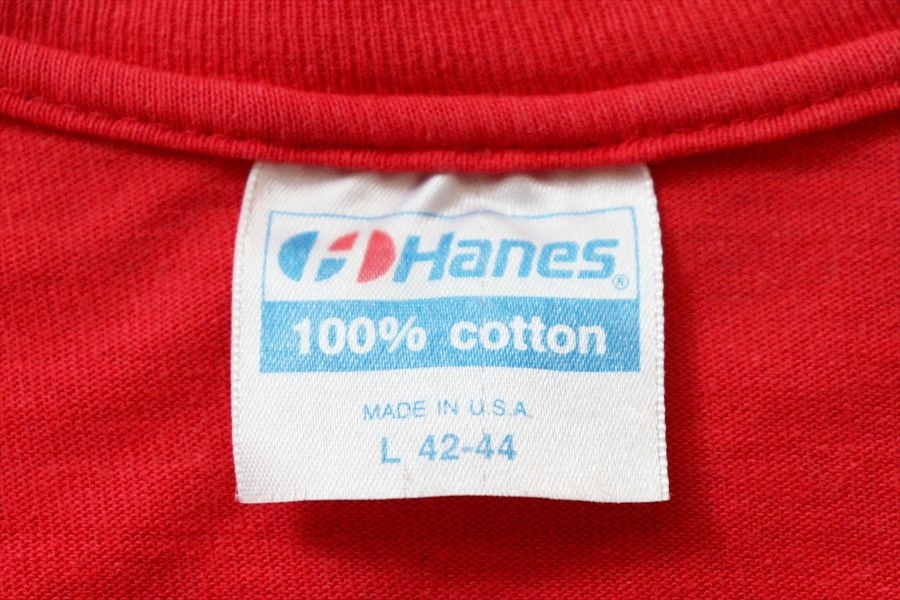 Hanes®
100% cotton
MADE IN U.S.A.
L 42-44